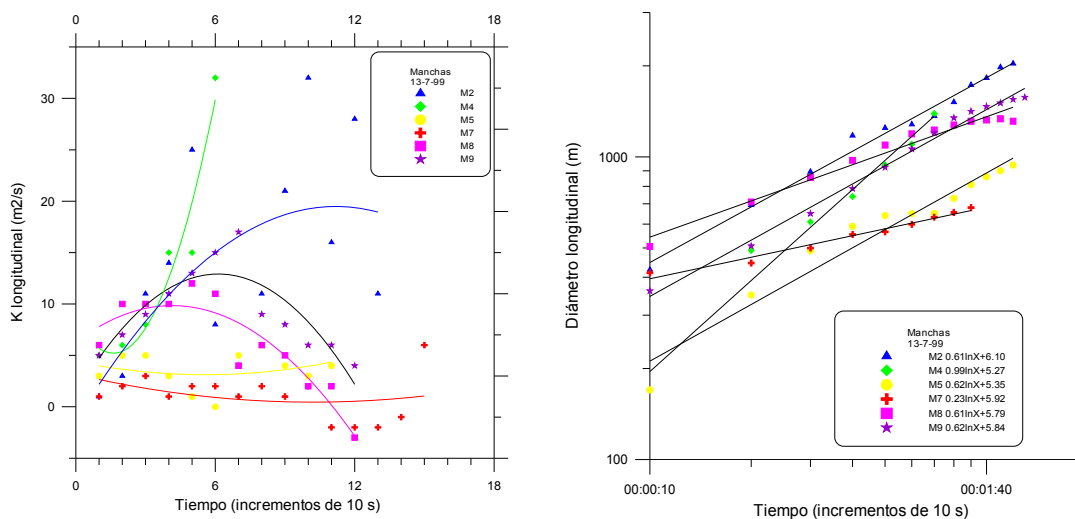 0 6 12 18
Manchas
13-7-99
M2
M4
M5
M7
M8
M9
30
20
10
0
K longitudinal (m2/s)
0 6 12 18
Tiempo (incrementos de 10 s)
1000
100
Diámetro longitudinal (m)
Manchas
13-7-99
M2 0.61lnX+6.10
M4 0.99lnX+5.27
M5 0.62lnX+5.35
M7 0.23lnX+5.92
M8 0.61lnX+5.79
M9 0.62lnX+5.84
00:00:10 00:01:40
Tiempo (incrementos de 10 s)